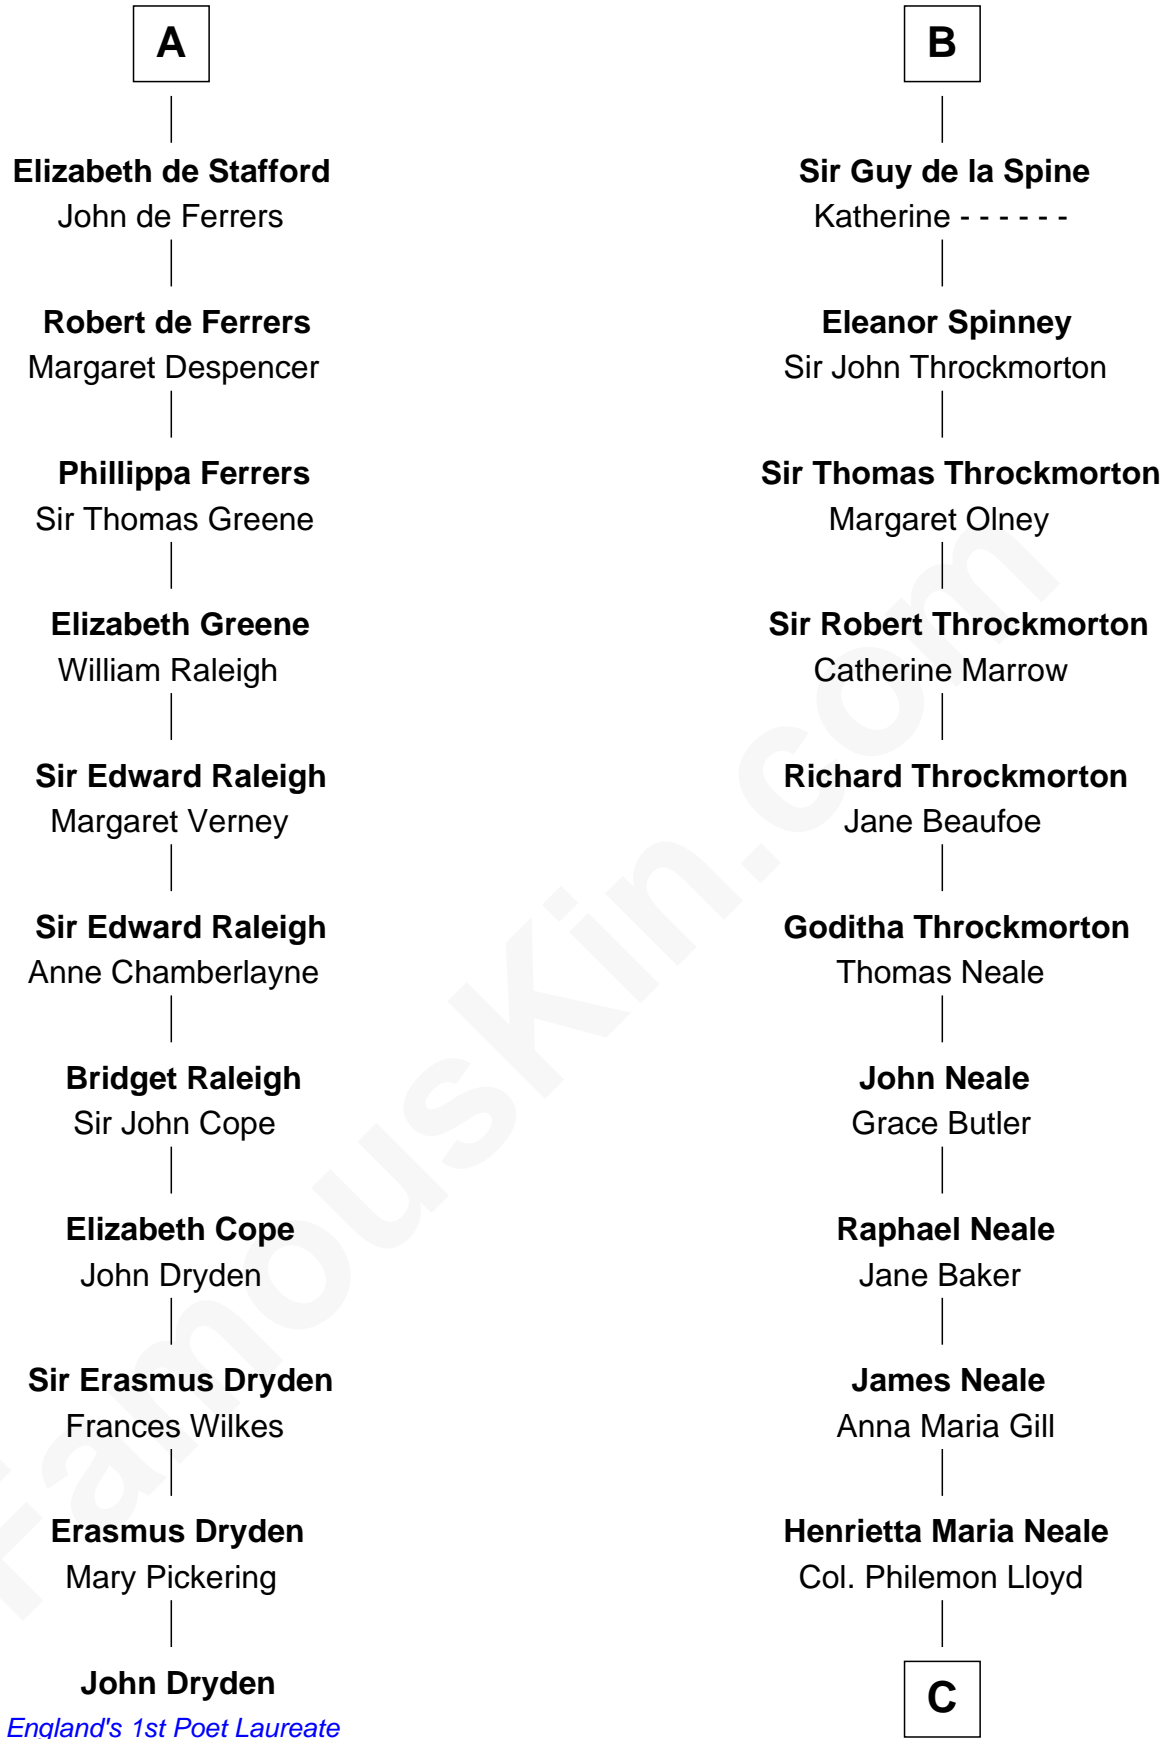 A
Elizabeth de Stafford
John de Ferrers
Robert de Ferrers
Margaret Despencer
Phillippa Ferrers
Sir Thomas Greene
Elizabeth Greene
William Raleigh
Sir Edward Raleigh
Margaret Verney
Sir Edward Raleigh
Anne Chamberlayne
Bridget Raleigh
Sir John Cope
Elizabeth Cope
John Dryden
Sir Erasmus Dryden
Frances Wilkes
Erasmus Dryden
Mary Pickering
John Dryden
England's 1st Poet Laureate
B
Sir Guy de la Spine
Katherine - - - - - -
Eleanor Spinney
Sir John Throckmorton
Sir Thomas Throckmorton
Margaret Olney
Sir Robert Throckmorton
Catherine Marrow
Richard Throckmorton
Jane Beaufoe
Goditha Throckmorton
Thomas Neale
John Neale
Grace Butler
Raphael Neale
Jane Baker
James Neale
Anna Maria Gill
Henrietta Maria Neale
Col. Philemon Lloyd
C
FamousKin.com